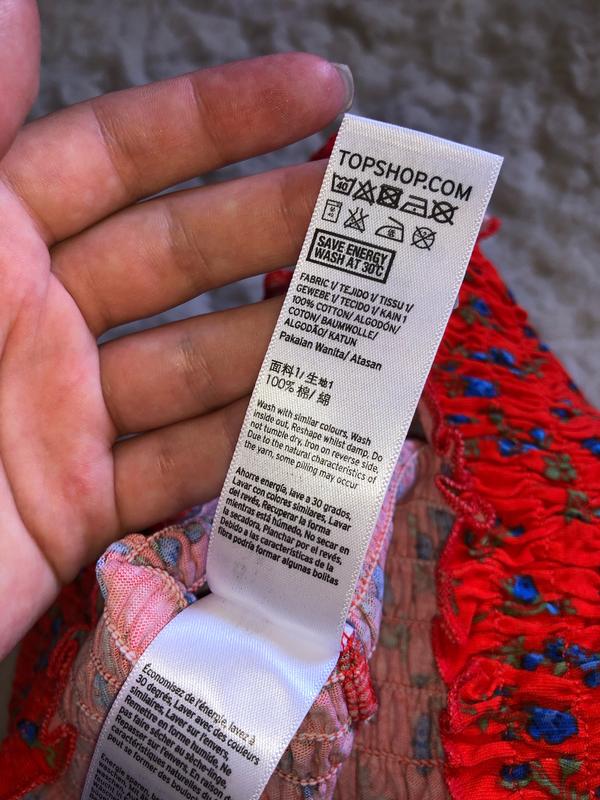 TOPSHOP.COM
40
SAVE ENERGY
WASH AT 30°C
FABRIC 1/ TEJIDO 1/ TISSU 1/
GEWEBE 1/ TECIDO 1/ KAIN 1
100% COTTON/ ALGODÓN/
COTON/ BAUMWOLLE/
ALGODÃO/ KATUN
Pakaian Wanita/ Atasan
面料1/ 生地1
100% 棉/ 綿
Wash with similar colours, Wash
inside out, Reshape whilst damp. Do
not tumble dry, Iron on reverse side,
Due to the natural characteristics of
the yarn, some pilling may occur
Ahorre energía, lave a 30 grados,
Lavar con colores similares, Lavar
del revés, Recuperar la forma
mientras está húmedo, No secar en
la secadora, Planchar por el revés,
Debido a las características de la
fibra podría formar algunas bolitas
Économisez de l'énergie, lavez à
30 degrés, Laver avec des couleurs
similaires, Laver sur l'envers,
Remettre en forme humide, Ne
pas faire sécher au sèche-linge,
Repasser sur l'envers, En raison d
caractéristiques naturelles du
peut se former des boulo
Energie sparen, b
waschen,